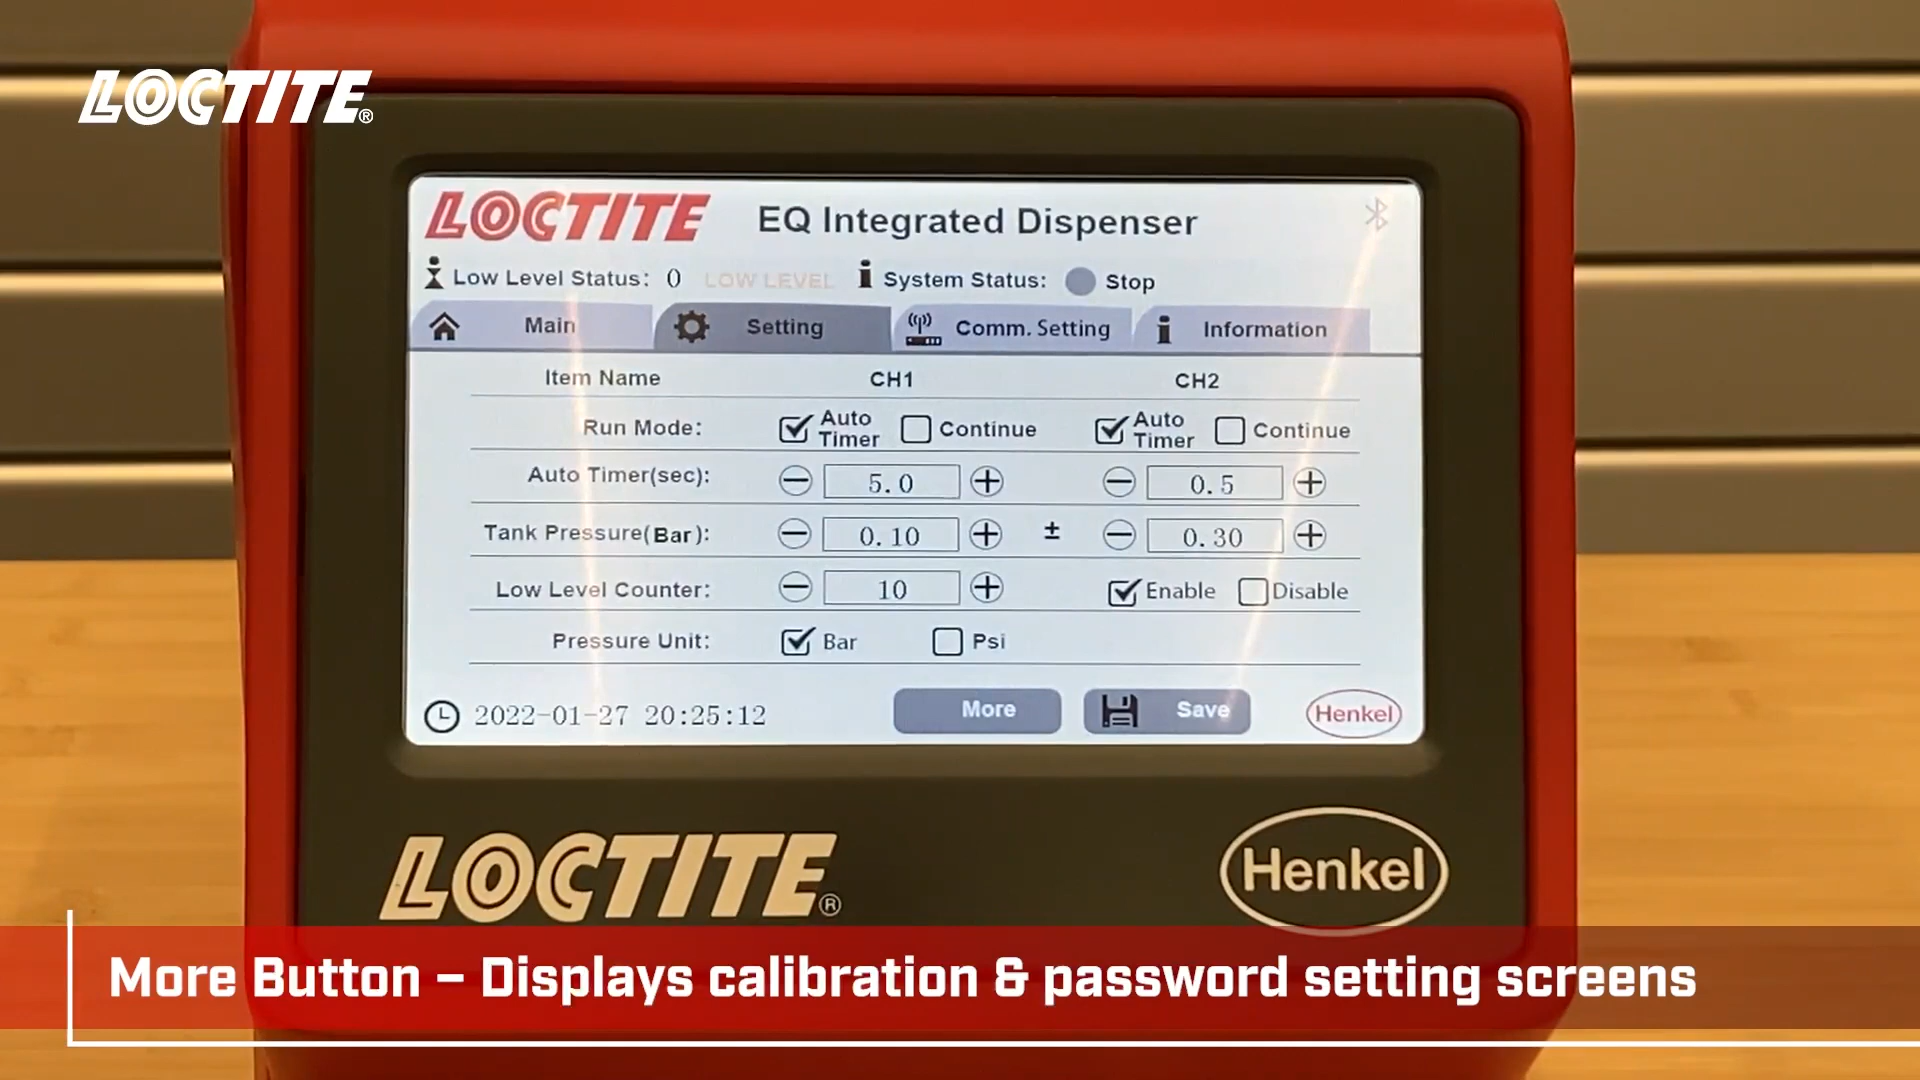 LOCTITE®
LOCTITE EQ Integrated Dispenser
Low Level Status: 0 LOW LEVEL System Status: Stop
Main Setting Comm. Setting Information
Item Name CH1 CH2
Run Mode: Auto Timer Continue Auto Timer Continue
Auto Timer(sec): 5.0 0.5
Tank Pressure(Bar): 0.10 ± 0.30
Low Level Counter: 10 Enable Disable
Pressure Unit: Bar Psi
2022-01-27 20:25:12 More Save Henkel
LOCTITE® Henkel
More Button – Displays calibration & password setting screens